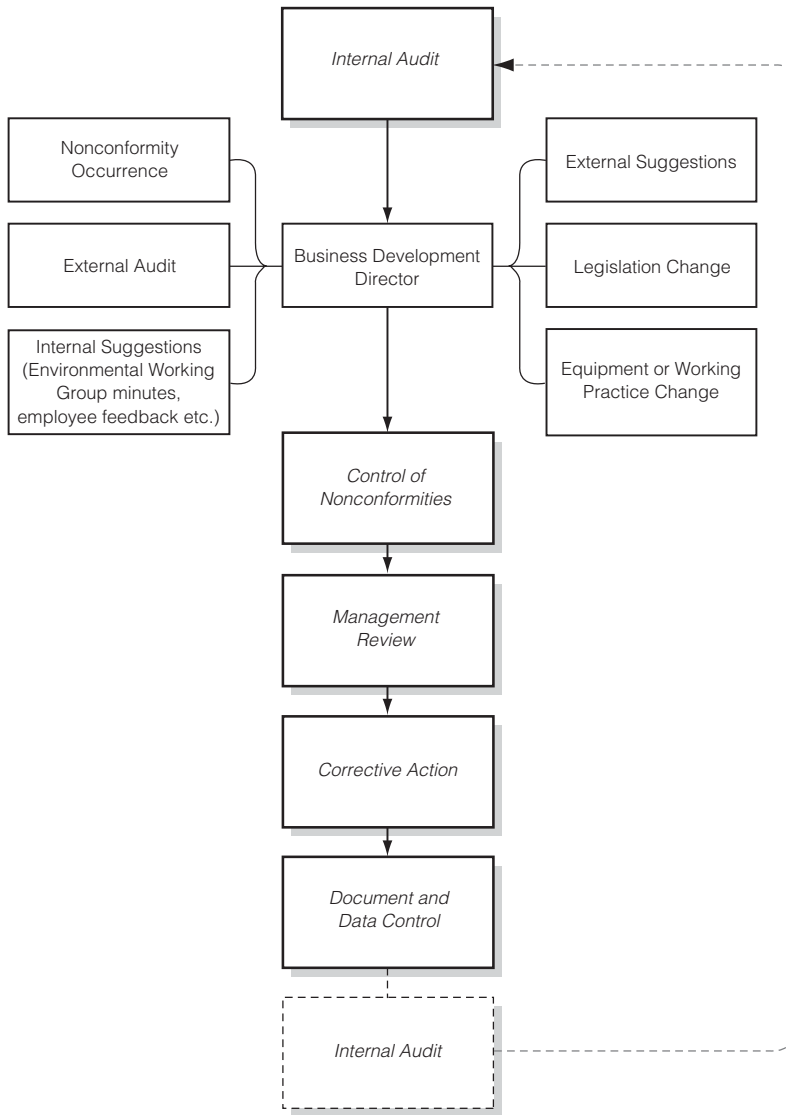 Internal Audit
Nonconformity
Occurrence
External Suggestions
External Audit
Business Development
Director
Legislation Change
Internal Suggestions
(Environmental Working
Group minutes,
employee feedback etc.)
Equipment or Working
Practice Change
Control of
Nonconformities
Management
Review
Corrective Action
Document and
Data Control
Internal Audit